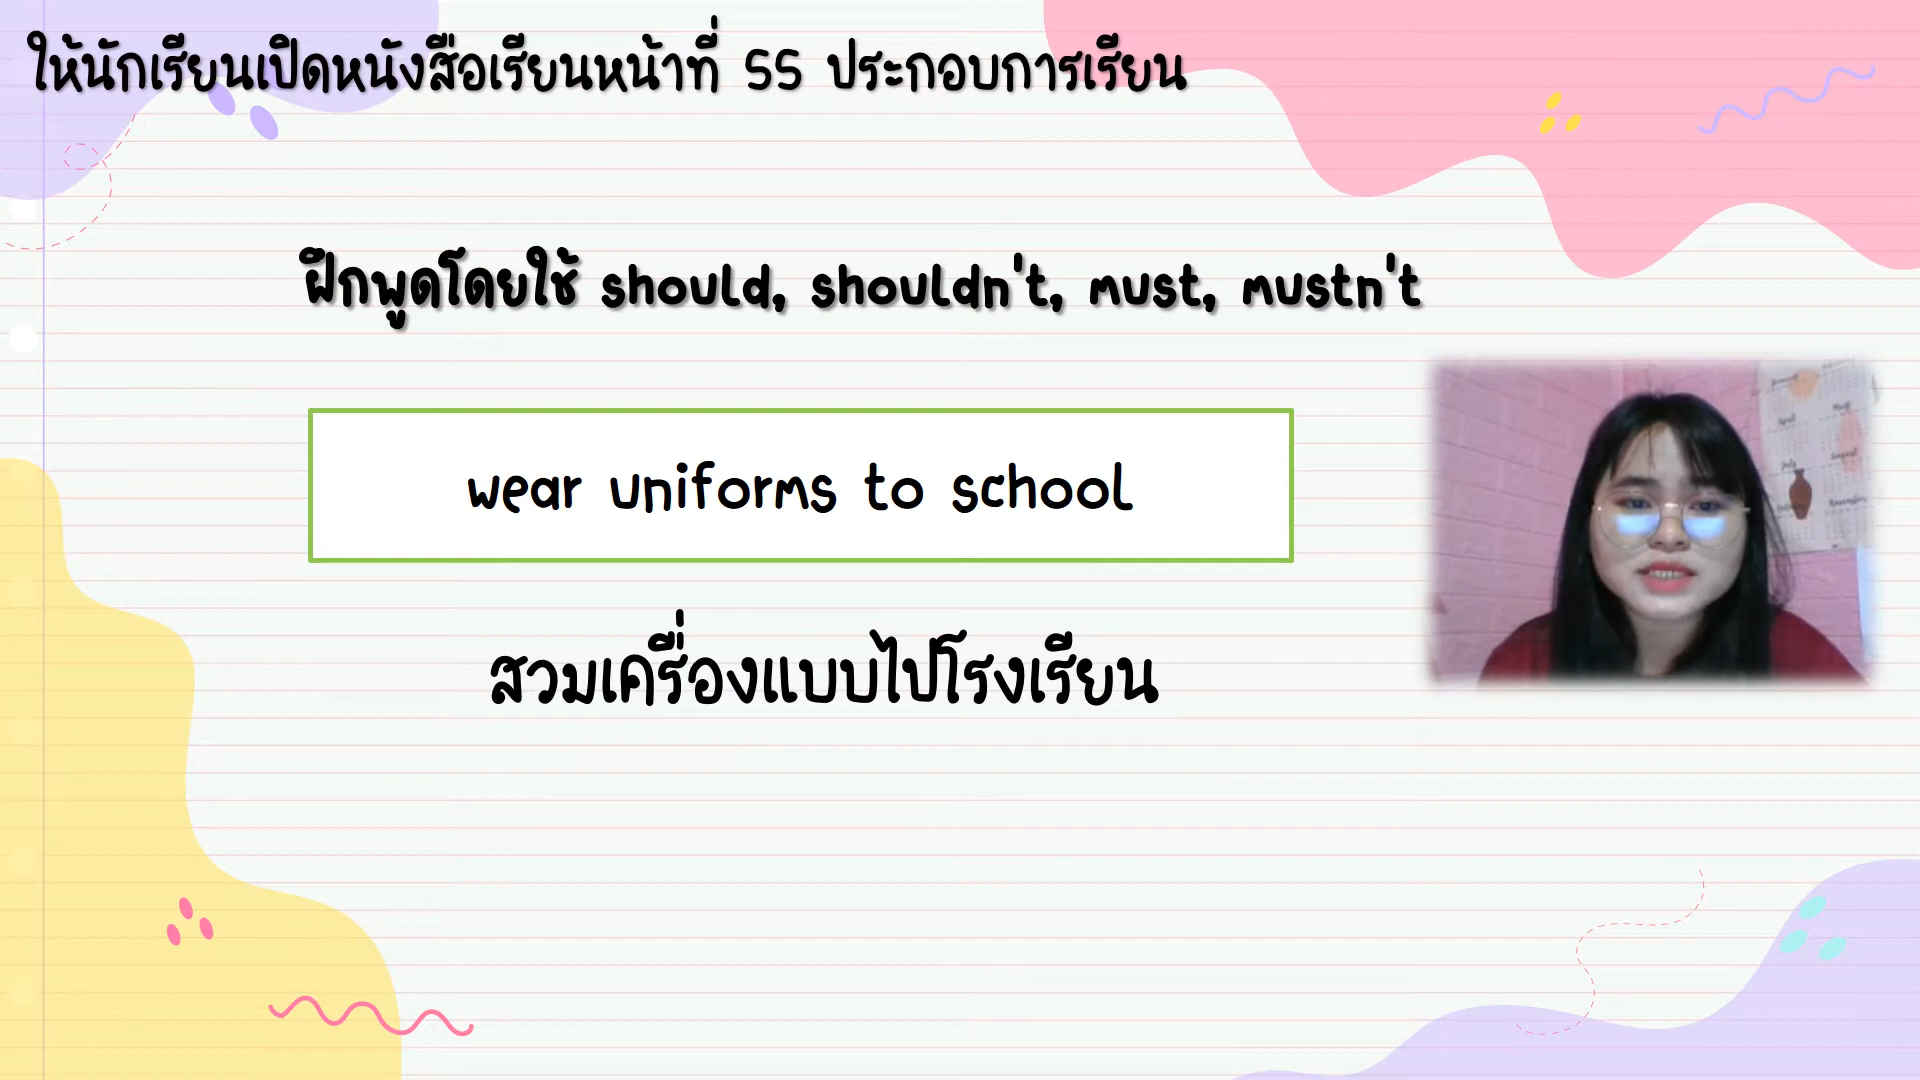 ให้นักเรียนเปิดหนังสือเรียนหน้าที่ 55 ประกอบการเรียน
ฝึกพูดโดยใช้ should, shouldn't, must, mustn't
wear uniforms to school
สวมเครื่องแบบไปโรงเรียน